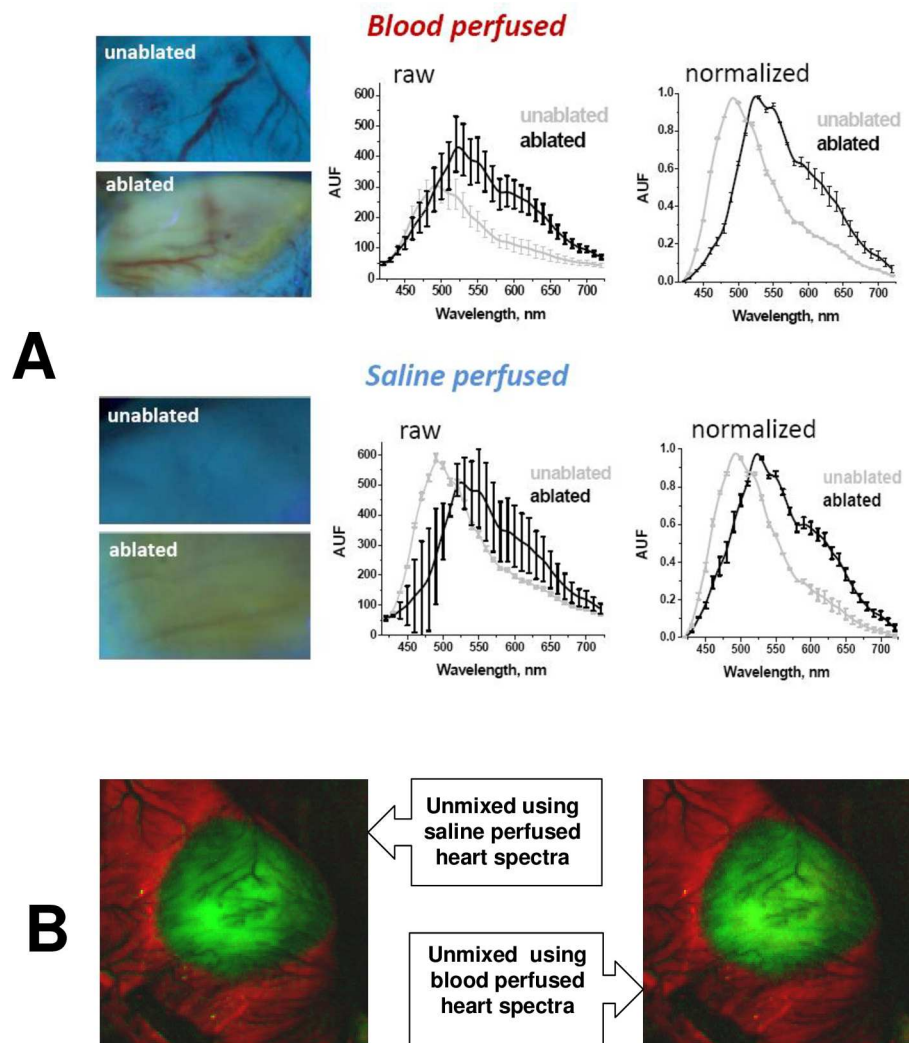 Blood perfused
unablated
ablated
raw
600
500
400
300
200
100
0
AUF
450 500 550 600 650 700
Wavelength, nm
unablated
ablated
normalized
1.0
0.8
0.6
0.4
0.2
0.0
AUF
450 500 550 600 650 700
Wavelength, nm
unablated
ablated
A
Saline perfused
unablated
ablated
raw
600
500
400
300
200
100
0
AUF
450 500 550 600 650 700
Wavelength, nm
unablated
ablated
normalized
1.0
0.8
0.6
0.4
0.2
0.0
AUF
450 500 550 600 650 700
Wavelength, nm
unablated
ablated
B
Unmixed using
saline perfused
heart spectra
Unmixed using
blood perfused
heart spectra